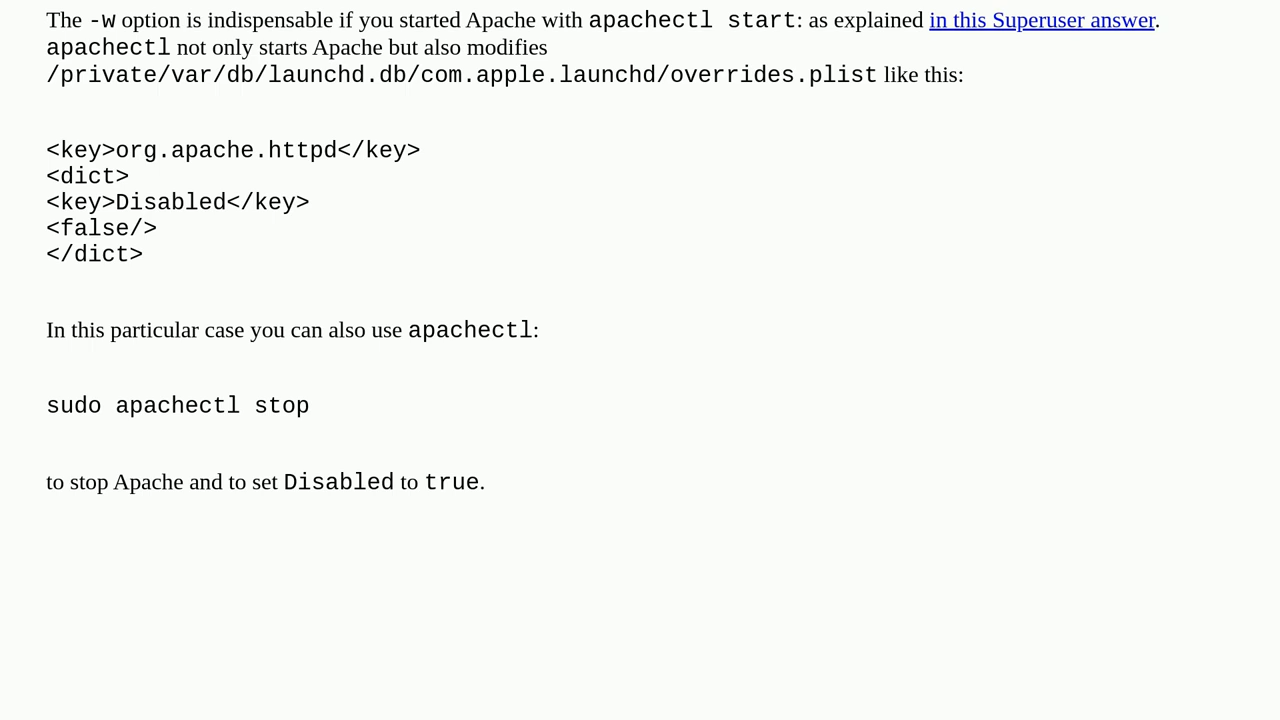 The -w option is indispensable if you started Apache with apachectl start: as explained in this Superuser answer.
apachectl not only starts Apache but also modifies
/private/var/db/launchd.db/com.apple.launchd/overrides.plist like this:
<key>org.apache.httpd</key>
<dict>
<key>Disabled</key>
<false/>
</dict>
In this particular case you can also use apachectl:
sudo apachectl stop
to stop Apache and to set Disabled to true.